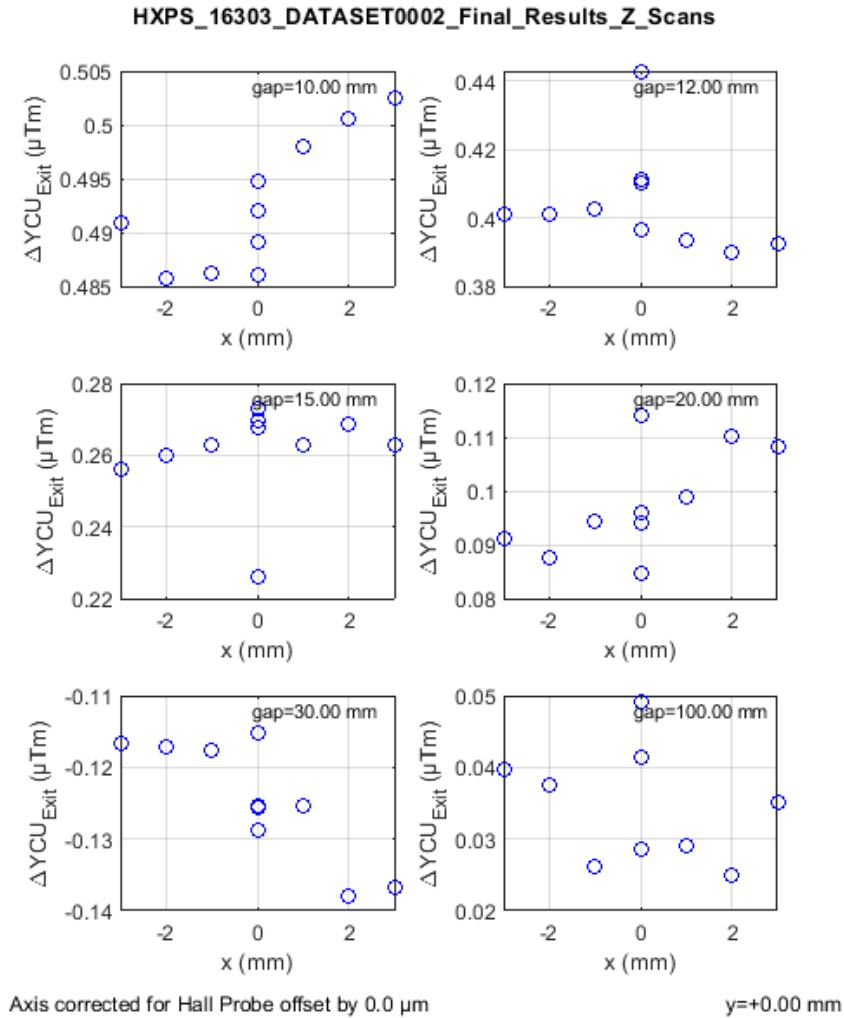 HXPS_16303_DATASET0002_Final_Results_Z_Scans
gap=10.00 mm
0.505
0.5
0.495
0.49
0.485
-2 0 2
x (mm)
ΔYCU_Exit (µTm)
gap=12.00 mm
0.44
0.42
0.4
0.38
-2 0 2
x (mm)
ΔYCU_Exit (µTm)
gap=15.00 mm
0.28
0.26
0.24
0.22
-2 0 2
x (mm)
ΔYCU_Exit (µTm)
gap=20.00 mm
0.12
0.11
0.1
0.09
0.08
-2 0 2
x (mm)
ΔYCU_Exit (µTm)
gap=30.00 mm
-0.11
-0.12
-0.13
-0.14
-2 0 2
x (mm)
ΔYCU_Exit (µTm)
gap=100.00 mm
0.05
0.04
0.03
0.02
-2 0 2
x (mm)
ΔYCU_Exit (µTm)
Axis corrected for Hall Probe offset by 0.0 µm
y=+0.00 mm